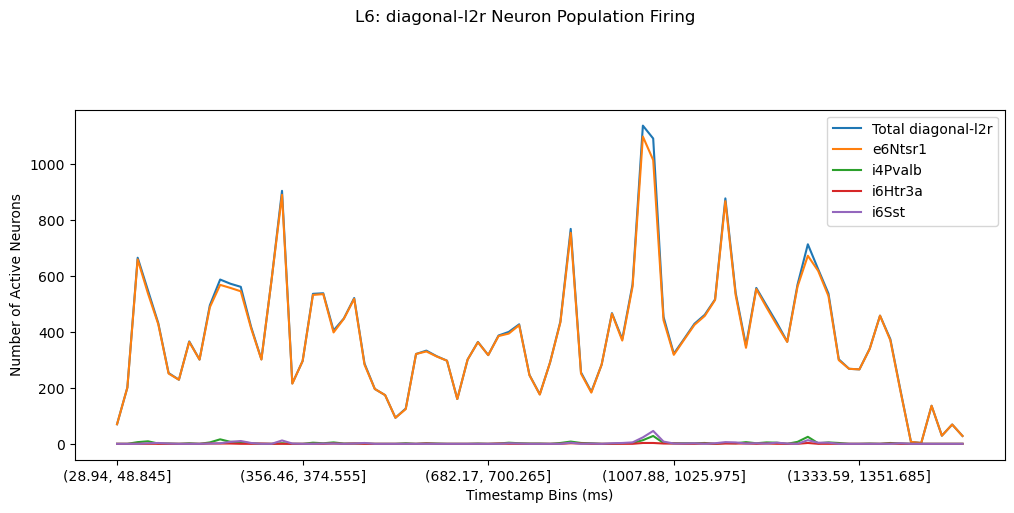 L6: diagonal-l2r Neuron Population Firing
Total diagonal-l2r
e6Ntsr1
i4Pvalb
i6Htr3a
i6Sst
Number of Active Neurons
1000
800
600
400
200
0
(28.94, 48.845]
(356.46, 374.555]
(682.17, 700.265]
(1007.88, 1025.975]
(1333.59, 1351.685]
Timestamp Bins (ms)